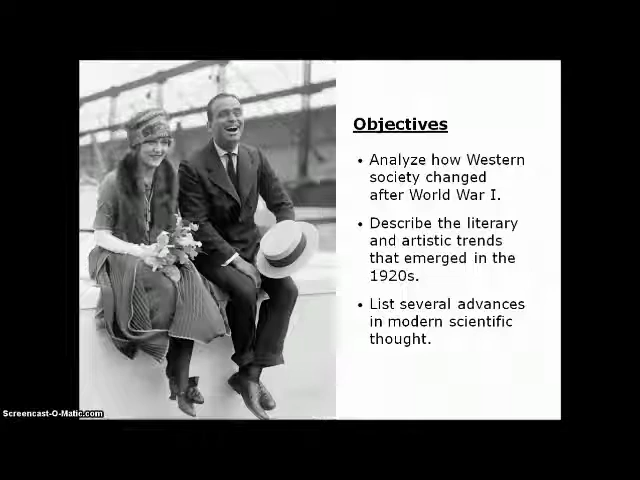 Objectives
• Analyze how Western
society changed
after World War I.
• Describe the literary
and artistic trends
that emerged in the
1920s.
• List several advances
in modern scientific
thought.
Screencast-O-Matic.com